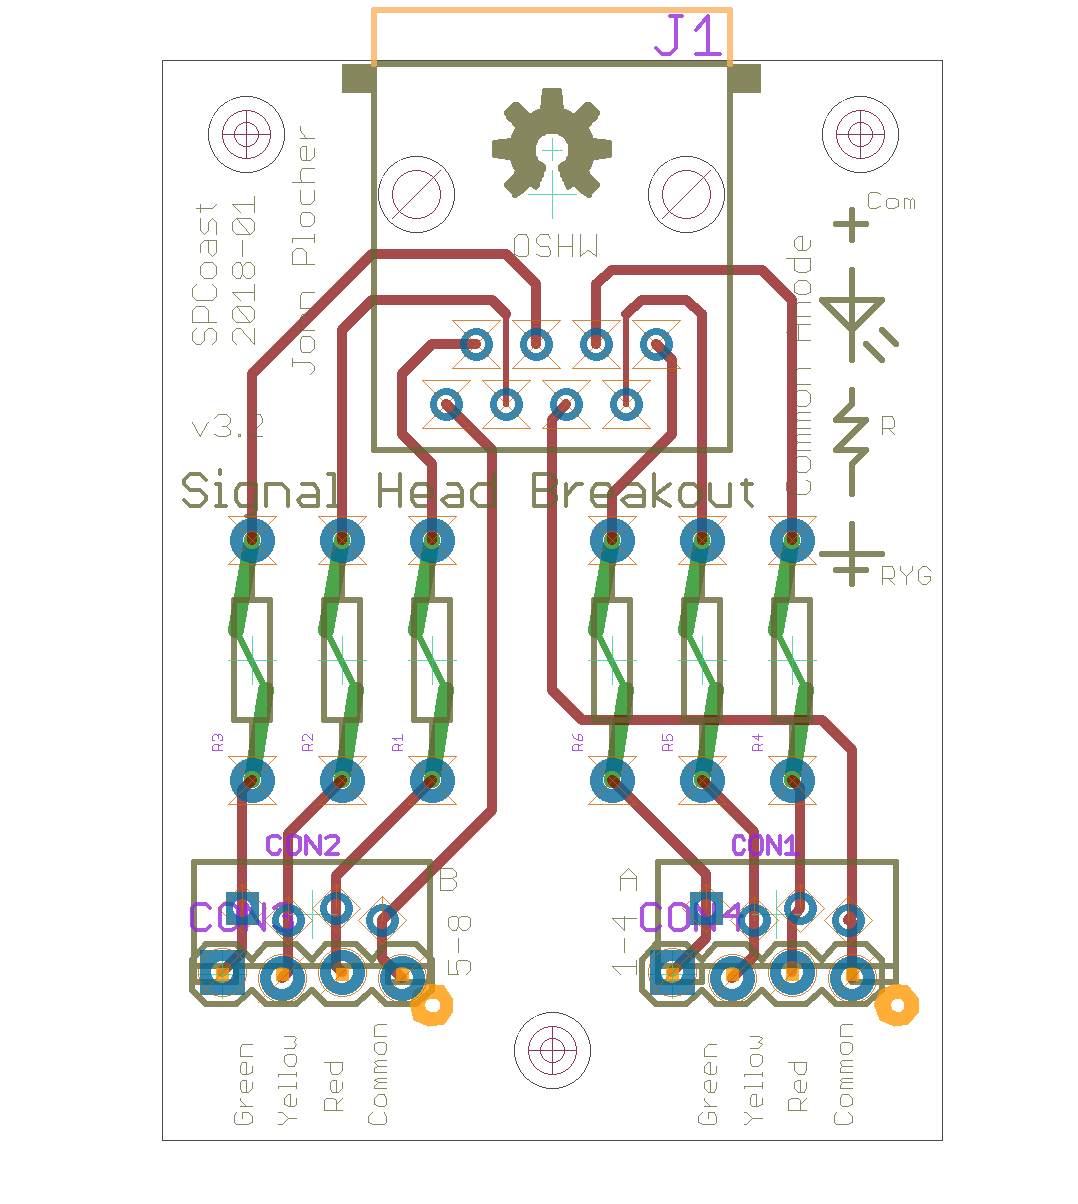 J1
Com
SPCoast
2018-01
John Plocher
OSHW
Common Anode
v3.2
R
Signal Head Breakout
RYG
R3
R2
R1
R6
R5
R4
CON2
CON1
B
A
CON3
CON4
5-8
1-4
Green
Yellow
Red
Common
Green
Yellow
Red
Common